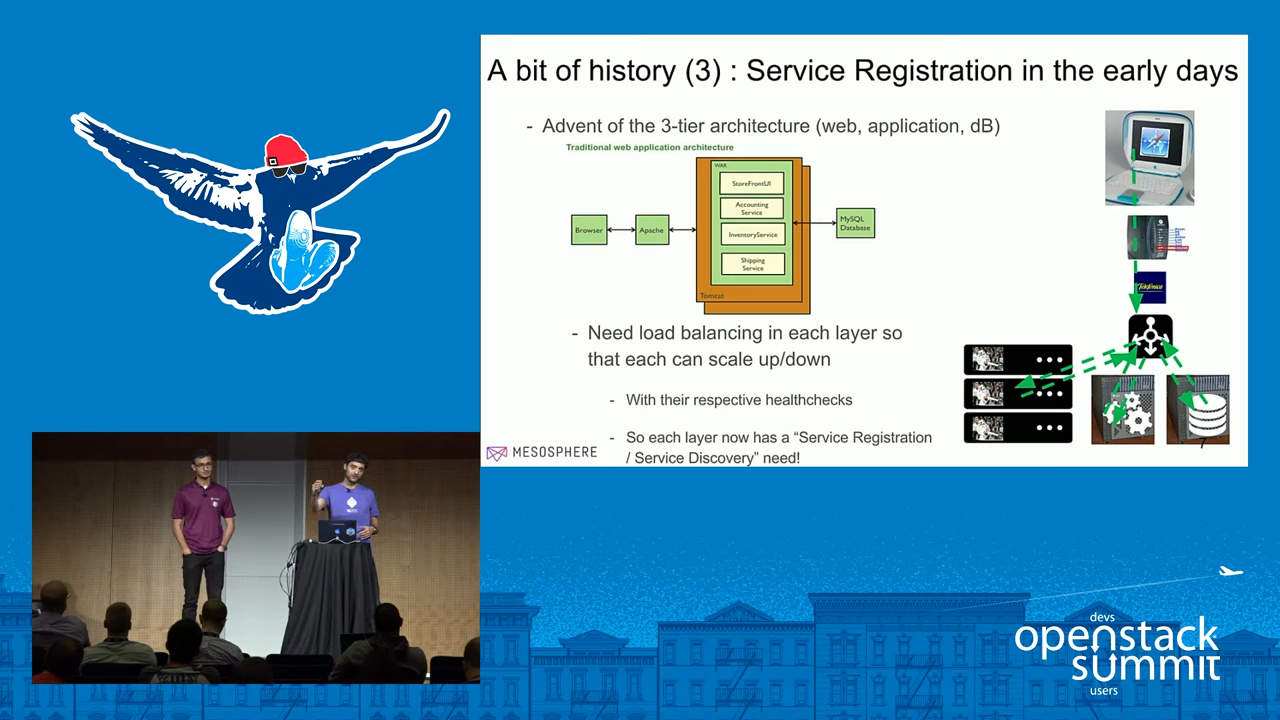 A bit of history (3) : Service Registration in the early days
- Advent of the 3-tier architecture (web, application, dB)
Traditional web application architecture
WAR
StoreFrontUI
Accounting
Service
InventoryService
Shipping
Service
Tomcat
Browser
Apache
MySQL
Database
Telefónica
- Need load balancing in each layer so
that each can scale up/down
- With their respective healthchecks
- So each layer now has a “Service Registration
/ Service Discovery” need!
MESOSPHERE
devs
openstack
summit
users